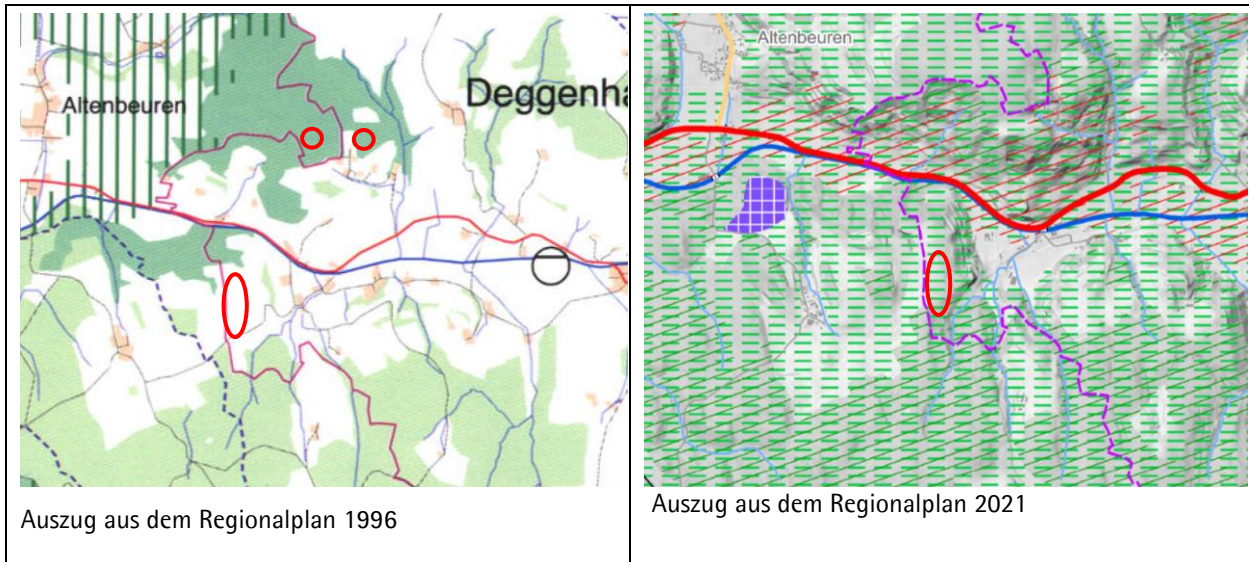 Altenbeuren
Deggenha
Auszug aus dem Regionalplan 1996
Altenbeuren
Auszug aus dem Regionalplan 2021